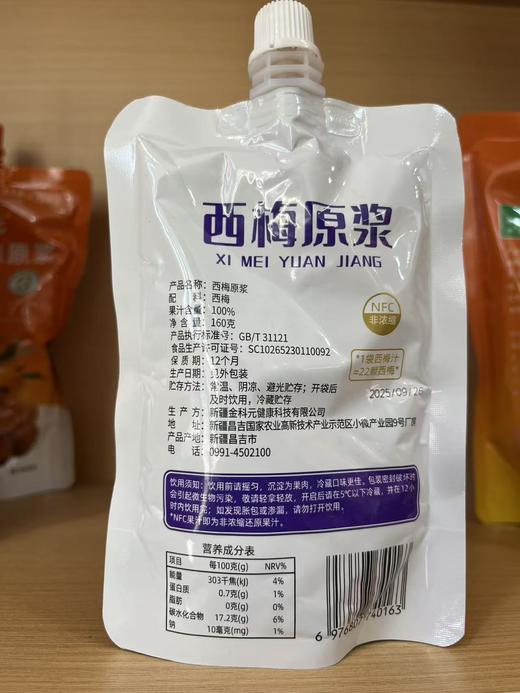 西梅原浆
XI MEI YUAN JIANG
产品名称：西梅原浆
配 料：西梅
果汁含量：100%
净 含 量：160克
产品执行标准号：GB/T 31121
食品生产许可证号：SC10265230110092
保 质 期：12个月
生产日期：见外包装
贮存方法：常温、阴凉、避光贮存；开袋后
及时饮用，冷藏贮存
生 产 方：新疆金科元健康科技有限公司
地 址：新疆昌吉国家农业高新技术产业示范区小微产业园9号厂房
产品产地：新疆昌吉市
电 话：0991-4502100
NFC
非浓缩
*1袋西梅汁
=22颗西梅*
2025/09/26
饮用须知：饮用前请摇匀，沉淀为果肉，冷藏口味更佳。包装密封破坏时
会引起微生物污染，敬请轻拿轻放，开启后请在5℃以下冷藏，并在12小
时内饮用完；如发现胀包或渗漏，请勿打开饮用。
*NFC果汁即为非浓缩还原果汁。
营养成分表
项目 每100克(g) NRV%
能量 303千焦(kJ) 4%
蛋白质 0.7克(g) 1%
脂肪 0克(g) 0%
碳水化合物 17.2克(g) 6%
钠 10毫克(mg) 1%
原浆